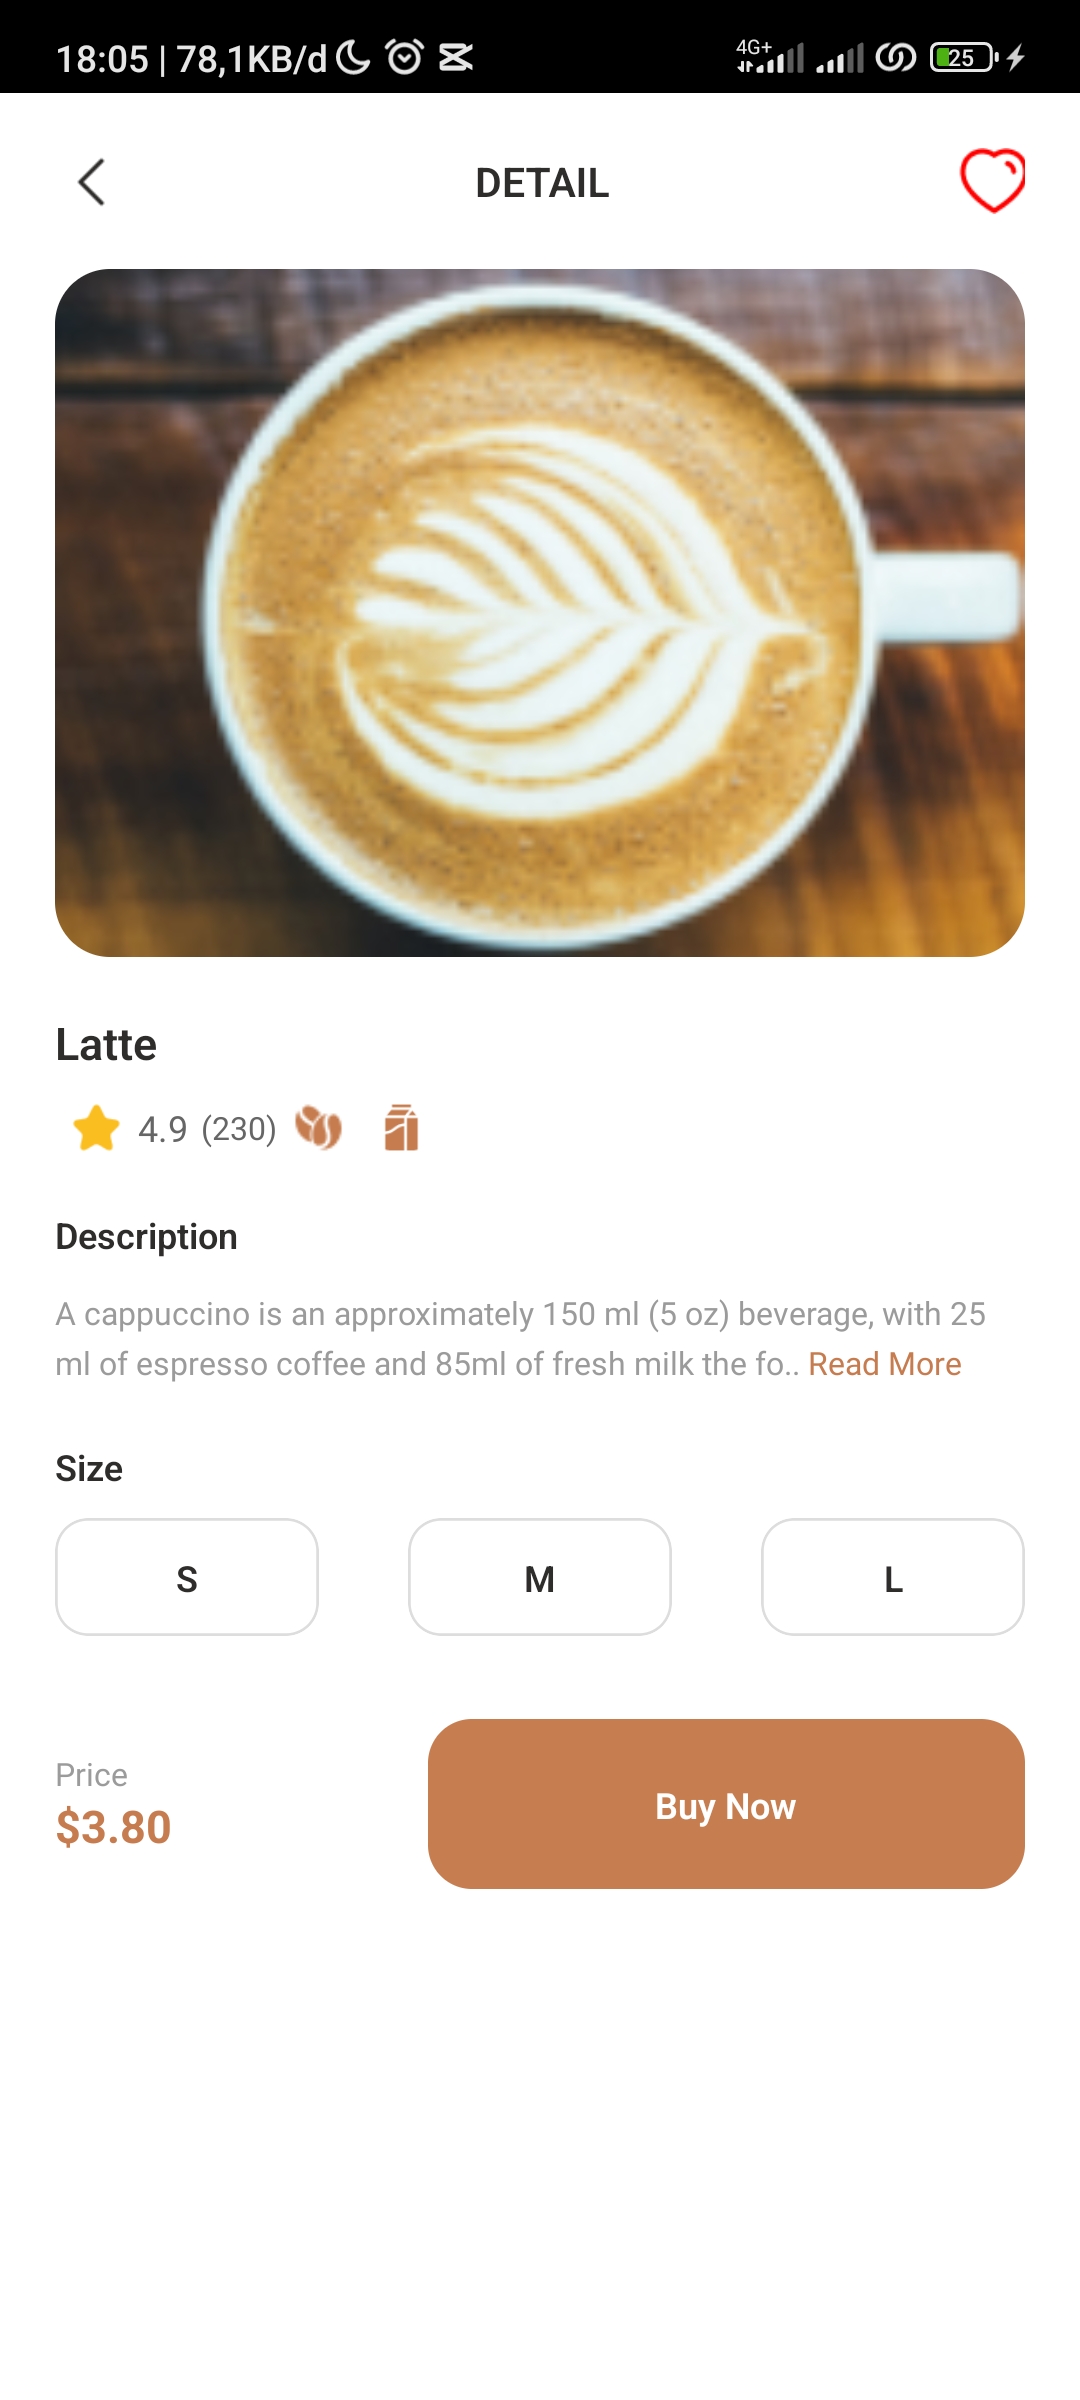 18:05 | 78,1KB/d
4G+
25
DETAIL
Latte
4.9 (230)
Description
A cappuccino is an approximately 150 ml (5 oz) beverage, with 25
ml of espresso coffee and 85ml of fresh milk the fo.. Read More
Size
S M L
Price
$3.80
Buy Now